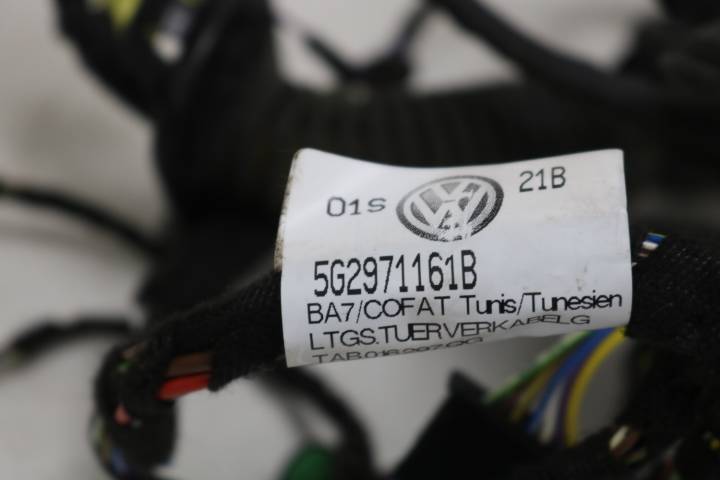 01S 21B
5G2971161B
BA7/COFAT Tunis/Tunesien
LTGS.TUERVERKABELG